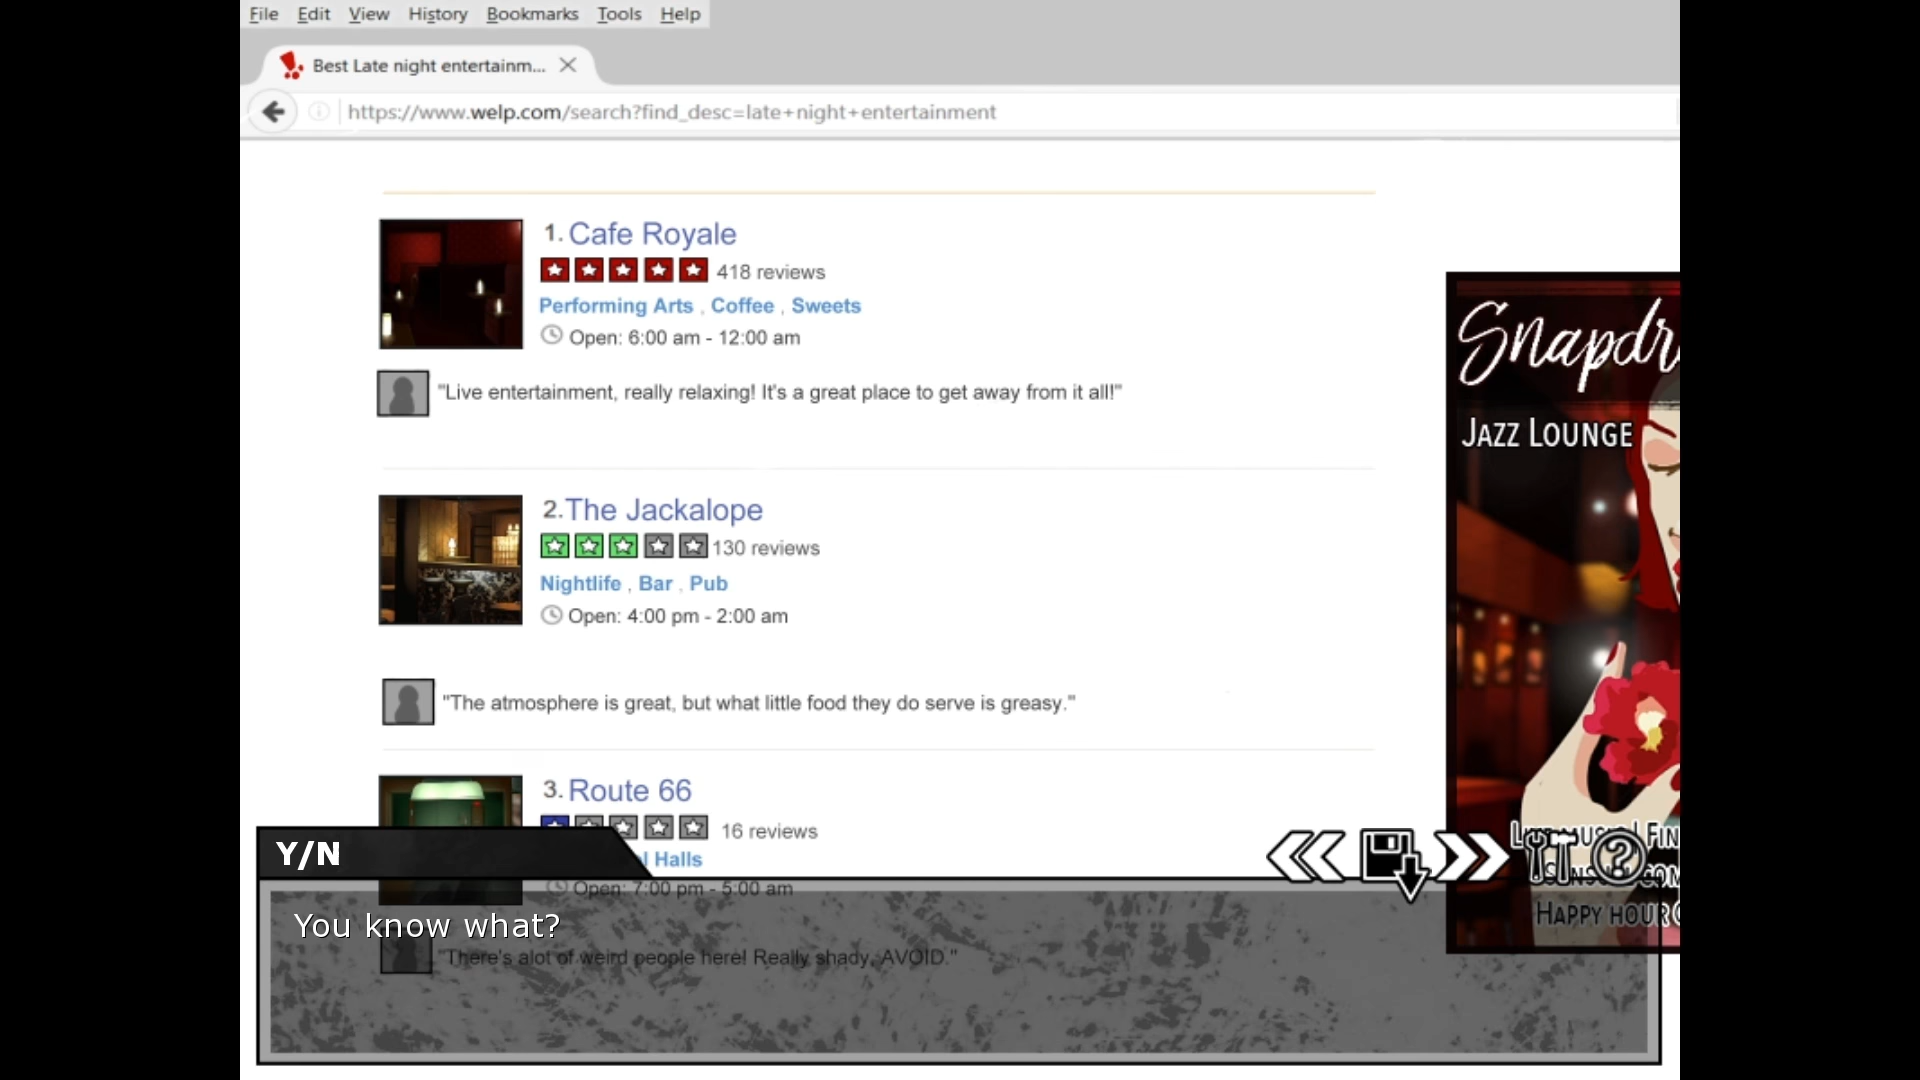 File Edit View History Bookmarks Tools Help
Best Late night entertainm...
https://www.welp.com/search?find_desc=late+night+entertainment
1. Cafe Royale
418 reviews
Performing Arts , Coffee , Sweets
Open: 6:00 am - 12:00 am
"Live entertainment, really relaxing! It's a great place to get away from it all!"
2. The Jackalope
130 reviews
Nightlife , Bar , Pub
Open: 4:00 pm - 2:00 am
"The atmosphere is great, but what little food they do serve is greasy."
3. Route 66
16 reviews
Halls
Open: 7:00 pm - 5:00 am
"There's alot of weird people here! Really shady, AVOID."
Snapdr
Jazz Lounge
Happy hour
Y/N
You know what?